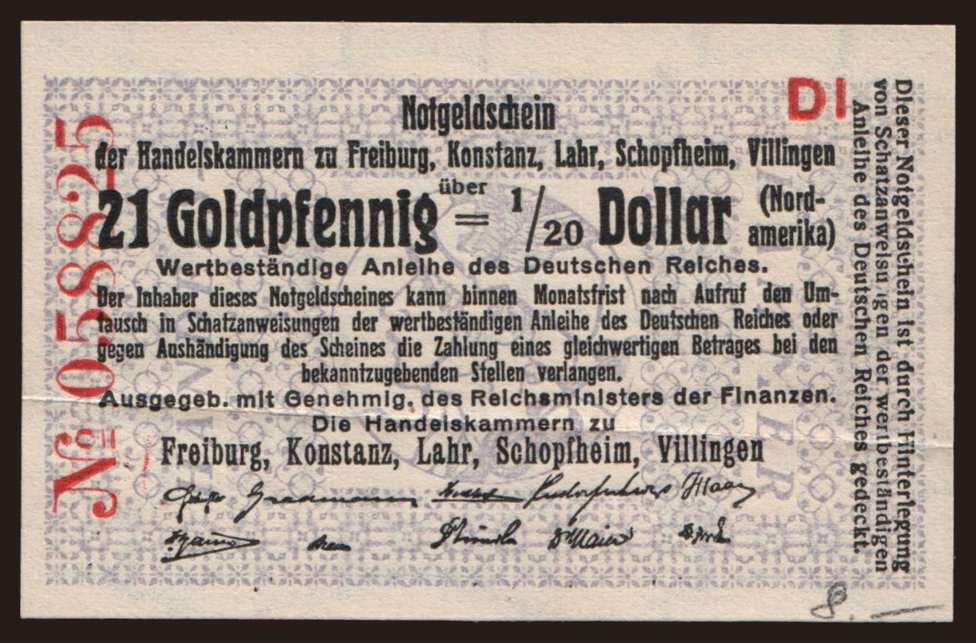 DI
Notgeldschein
der Handelskammern zu Freiburg, Konstanz, Lahr, Schopfheim, Villingen
über
21 Goldpfennig = 1/20 Dollar (Nord-
amerika)
Wertbeständige Anleihe des Deutschen Reiches.
Der Inhaber dieses Notgeldscheines kann binnen Monatsfrist nach Aufruf den Um-
tausch in Schatzanweisungen der wertbeständigen Anleihe des Deutschen Reiches oder
gegen Aushändigung des Scheines die Zahlung eines gleichwertigen Betrages bei den
bekanntzugebenden Stellen verlangen.
Ausgegeb. mit Genehmig. des Reichsministers der Finanzen.
Die Handelskammern zu
Freiburg, Konstanz, Lahr, Schopfheim, Villingen
Gradmann
Dr Maier
№ 058825
Dieser Notgeldschein ist durch Hinterlegung
von Schatzanweisungen der wertbeständigen
Anleihe des Deutschen Reiches gedeckt.
8.—